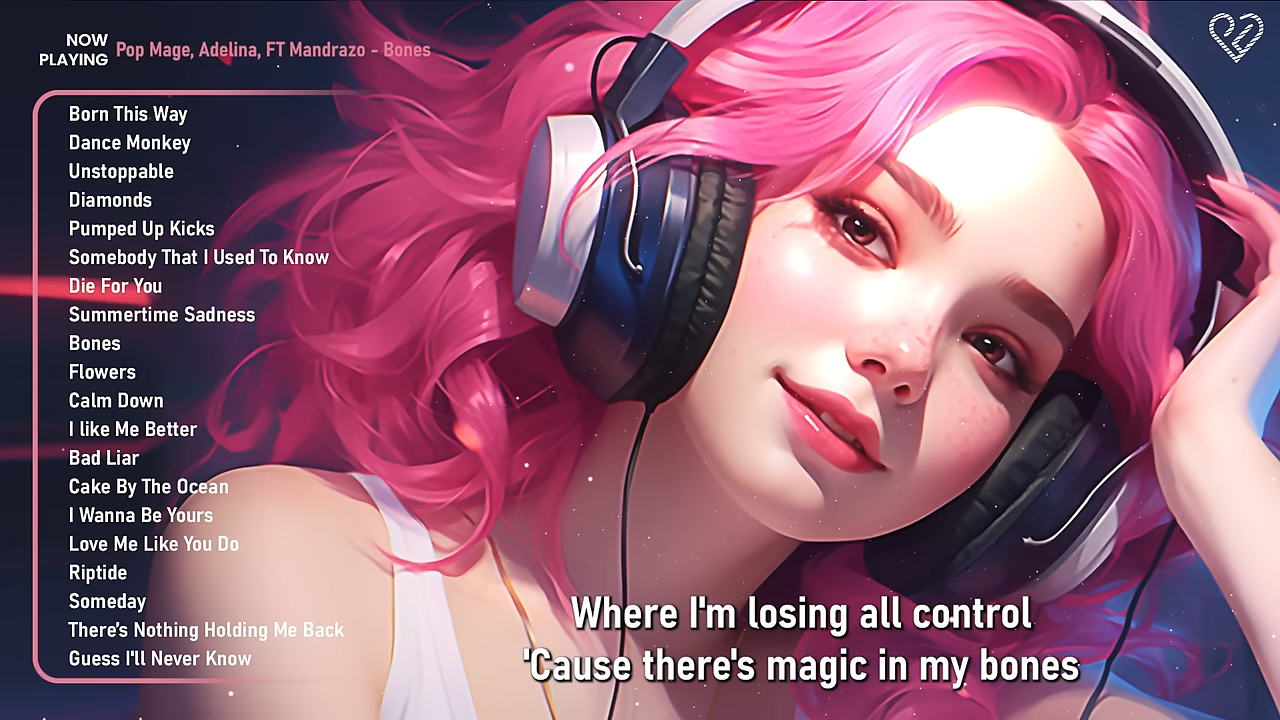 NOW PLAYING Pop Mage, Adelina, FT Mandrazo - Bones
Born This Way
Dance Monkey
Unstoppable
Diamonds
Pumped Up Kicks
Somebody That I Used To Know
Die For You
Summertime Sadness
Bones
Flowers
Calm Down
I like Me Better
Bad Liar
Cake By The Ocean
I Wanna Be Yours
Love Me Like You Do
Riptide
Someday
There's Nothing Holding Me Back
Guess I'll Never Know
Where I'm losing all control
'Cause there's magic in my bones